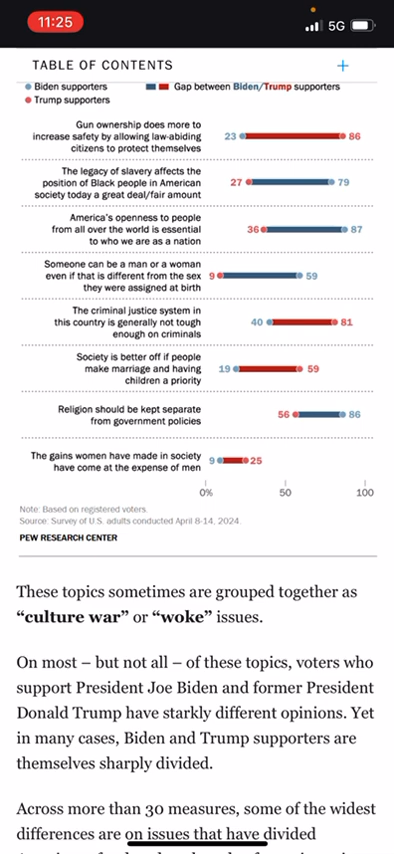 11:25
5G
TABLE OF CONTENTS +
Biden supporters
Gap between Biden/Trump supporters
Trump supporters
Gun ownership does more to
increase safety by allowing law-abiding
citizens to protect themselves
23 86
The legacy of slavery affects the
position of Black people in American
society today a great deal/fair amount
27 79
America's openness to people
from all over the world is essential
to who we are as a nation
36 87
Someone can be a man or a woman
even if that is different from the sex
they were assigned at birth
9 59
The criminal justice system in
this country is generally not tough
enough on criminals
40 81
Society is better off if people
make marriage and having
children a priority
19 59
Religion should be kept separate
from government policies
56 86
The gains women have made in society
have come at the expense of men
9 25
0% 50 100
Note: Based on registered voters.
Source: Survey of U.S. adults conducted April 8-14, 2024.
PEW RESEARCH CENTER
These topics sometimes are grouped together as
“culture war” or “woke” issues.
On most – but not all – of these topics, voters who
support President Joe Biden and former President
Donald Trump have starkly different opinions. Yet
in many cases, Biden and Trump supporters are
themselves sharply divided.
Across more than 30 measures, some of the widest
differences are on issues that have divided